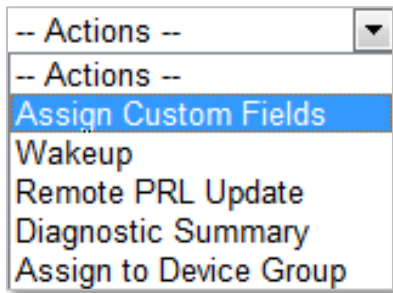 -- Actions --
-- Actions --
Assign Custom Fields
Wakeup
Remote PRL Update
Diagnostic Summary
Assign to Device Group